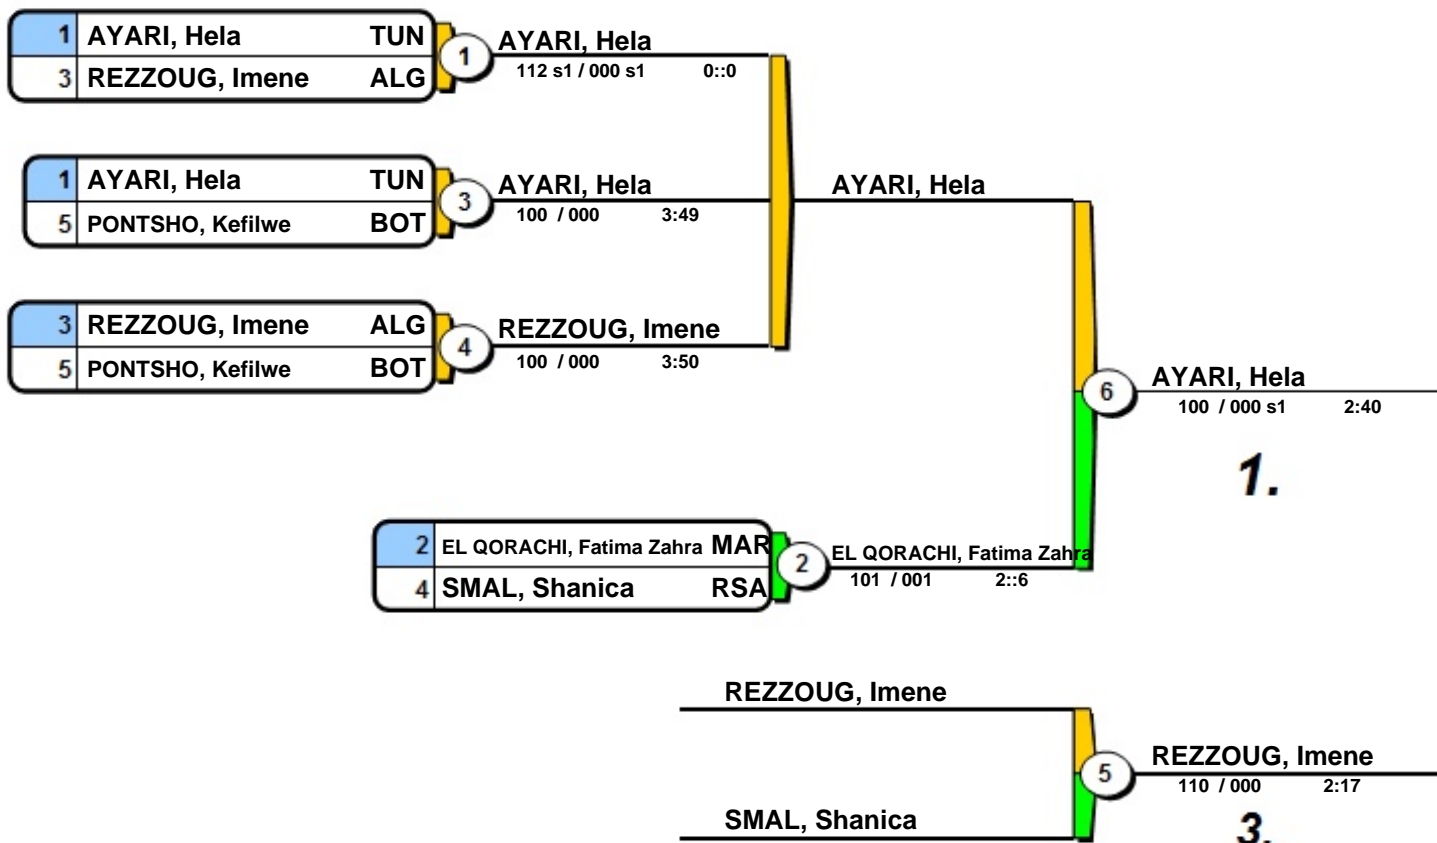 1 AYARI, Hela TUN
3 REZZOUG, Imene ALG
1
AYARI, Hela
112 s1 / 000 s1 0::0
1 AYARI, Hela TUN
5 PONTSHO, Kefilwe BOT
3
AYARI, Hela
100 / 000 3:49
AYARI, Hela
3 REZZOUG, Imene ALG
5 PONTSHO, Kefilwe BOT
4
REZZOUG, Imene
100 / 000 3:50
6
AYARI, Hela
100 / 000 s1 2:40
1.
2 EL QORACHI, Fatima Zahra MAR
4 SMAL, Shanica RSA
2
EL QORACHI, Fatima Zahra
101 / 001 2::6
REZZOUG, Imene
5
REZZOUG, Imene
110 / 000 2:17
SMAL, Shanica
3.